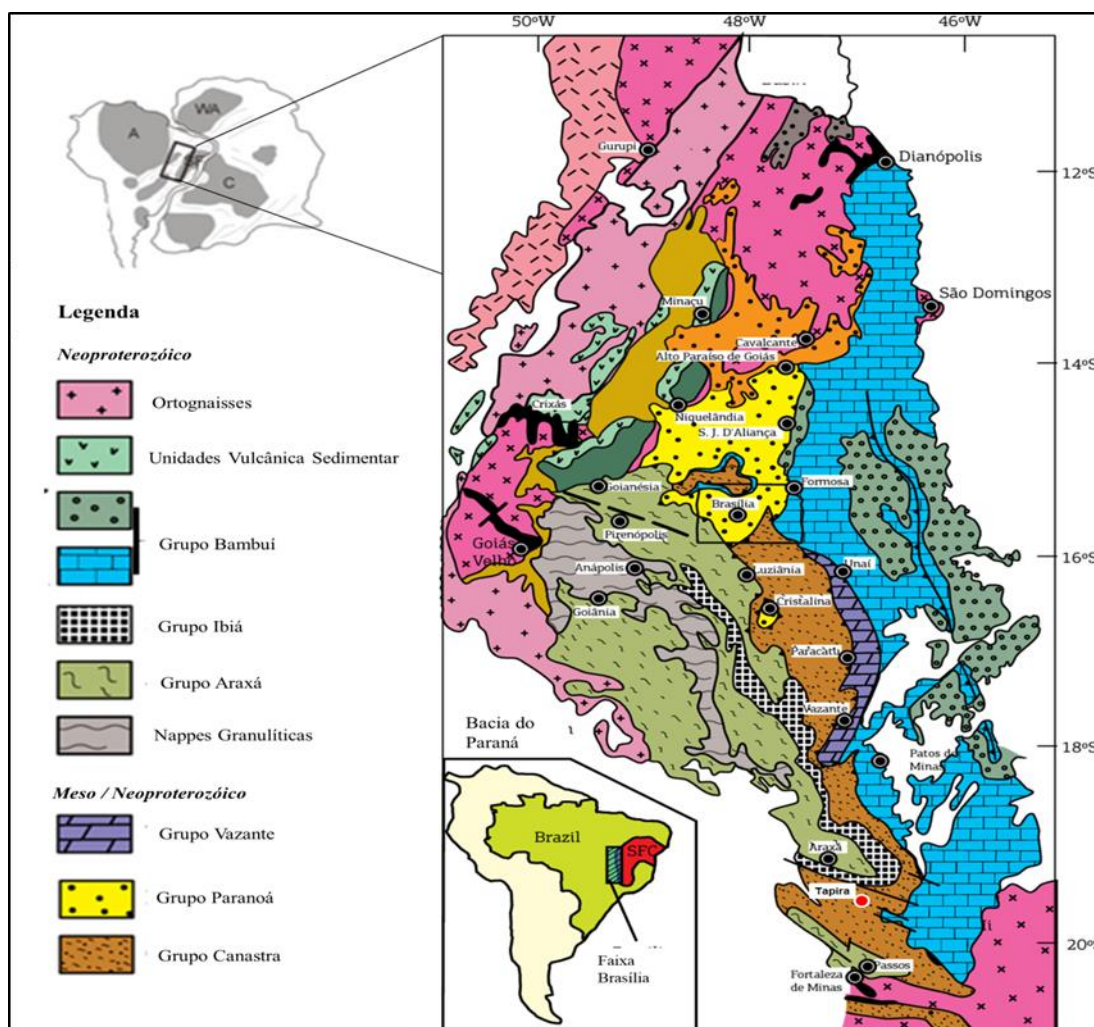 50ºW
48ºW
46ºW
WA
A
C
Gurupi
Dianópolis
12ºS
São Domingos
Minaçu
Cavalcante
Alto Paraíso de Goiás
14ºS
Crixás
Niquelândia
S. J. D'Aliança
Goianésia
Formosa
Brasília
Pirenópolis
Goiás
Velho
16ºS
Anápolis
Luziânia
Unaí
Goiânia
Cristalina
Paracatu
Vazante
Bacia do
Paraná
Patos de
Minas
18ºS
Araxá
Tapira
20ºS
Passos
Fortaleza
de Minas
Brazil
SFC
Faixa
Brasília
Legenda
Neoproterozóico
Ortognaisses
Unidades Vulcânica Sedimentar
Grupo Bambuí
Grupo Ibiá
Grupo Araxá
Nappes Granulíticas
Meso / Neoproterozóico
Grupo Vazante
Grupo Paranoá
Grupo Canastra